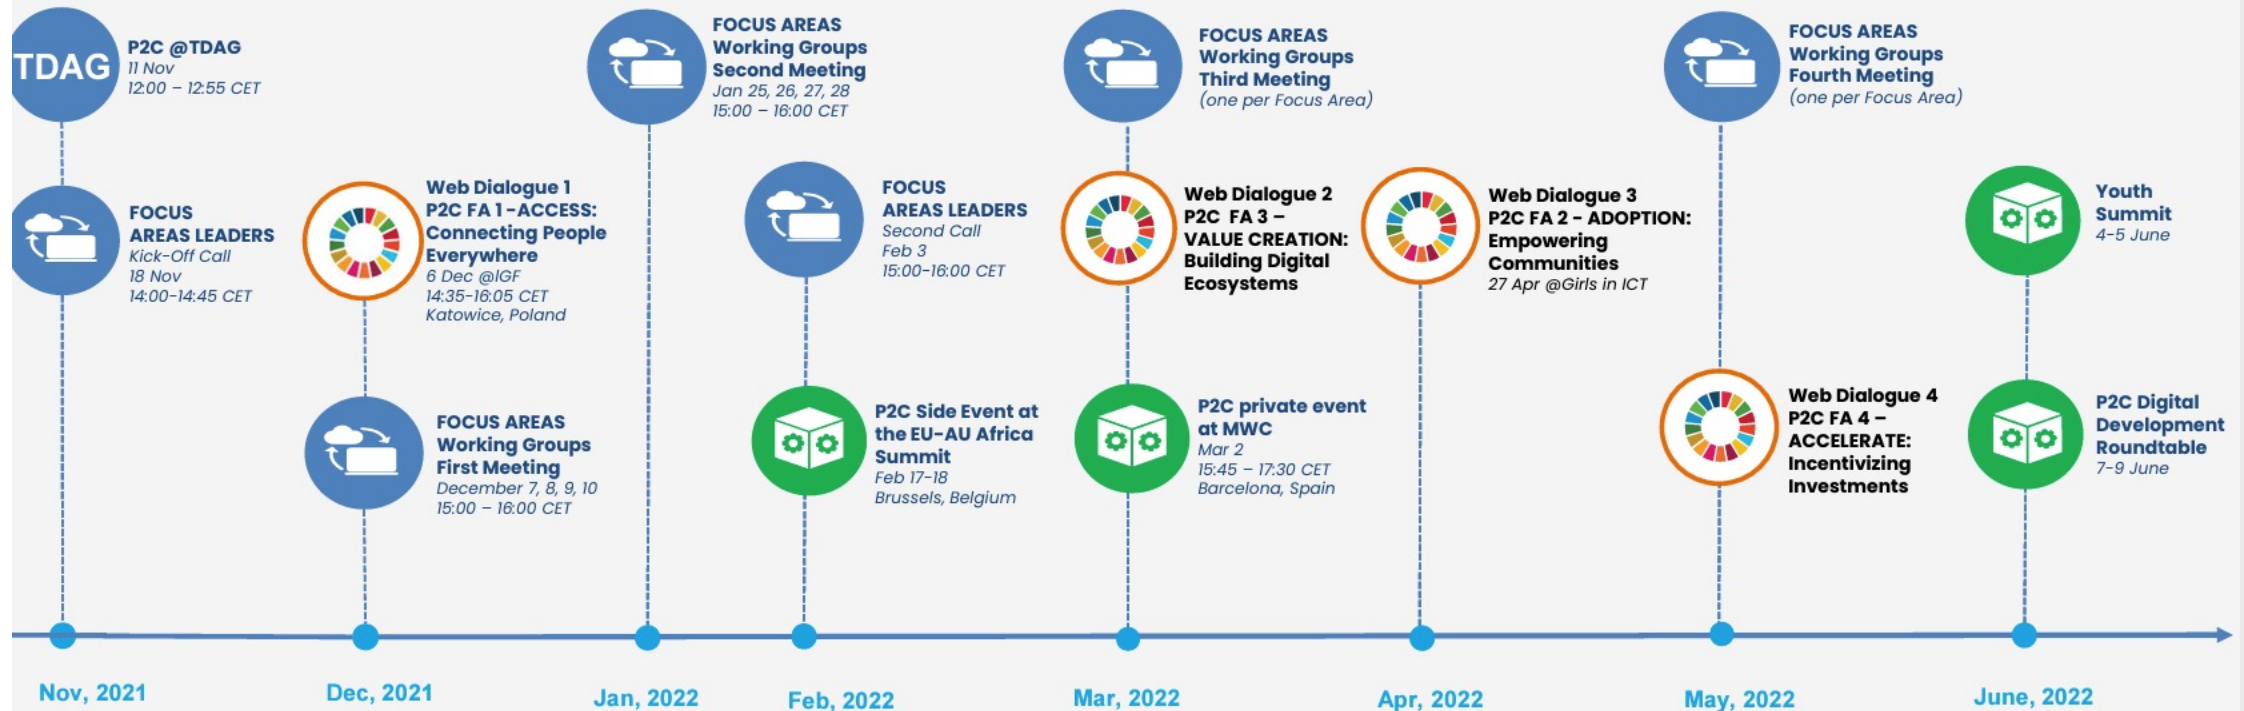 TDAG
P2C @TDAG
11 Nov
12:00 – 12:55 CET
FOCUS
AREAS LEADERS
Kick-Off Call
18 Nov
14:00-14:45 CET
Web Dialogue 1
P2C FA 1 -ACCESS:
Connecting People
Everywhere
6 Dec @IGF
14:35-16:05 CET
Katowice, Poland
FOCUS AREAS
Working Groups
First Meeting
December 7, 8, 9, 10
15:00 – 16:00 CET
FOCUS AREAS
Working Groups
Second Meeting
Jan 25, 26, 27, 28
15:00 – 16:00 CET
FOCUS
AREAS LEADERS
Second Call
Feb 3
15:00-16:00 CET
P2C Side Event at
the EU-AU Africa
Summit
Feb 17-18
Brussels, Belgium
FOCUS AREAS
Working Groups
Third Meeting
(one per Focus Area)
Web Dialogue 2
P2C FA 3 –
VALUE CREATION:
Building Digital
Ecosystems
P2C private event
at MWC
Mar 2
15:45 – 17:30 CET
Barcelona, Spain
Web Dialogue 3
P2C FA 2 - ADOPTION:
Empowering
Communities
27 Apr @Girls in ICT
FOCUS AREAS
Working Groups
Fourth Meeting
(one per Focus Area)
Web Dialogue 4
P2C FA 4 –
ACCELERATE:
Incentivizing
Investments
Youth
Summit
4-5 June
P2C Digital
Development
Roundtable
7-9 June
Nov, 2021
Dec, 2021
Jan, 2022
Feb, 2022
Mar, 2022
Apr, 2022
May, 2022
June, 2022